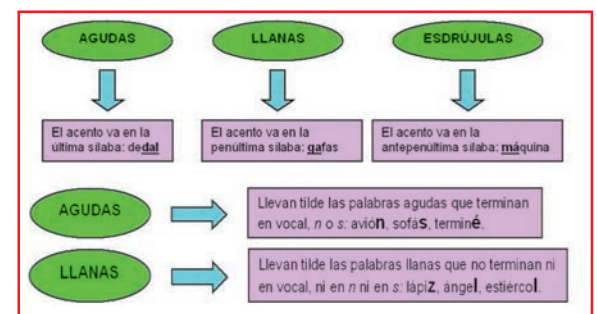 AGUDAS
LLANAS
ESDRÚJULAS
El acento va en la
última sílaba: dedal
El acento va en la
penúltima sílaba: gafas
El acento va en la
antepenúltima sílaba: máquina
AGUDAS
Llevan tilde las palabras agudas que terminan
en vocal, n o s: avión, sofás, terminé.
LLANAS
Llevan tilde las palabras llanas que no terminan ni
en vocal, ni en n ni en s: lápiz, ángel, estiércol.